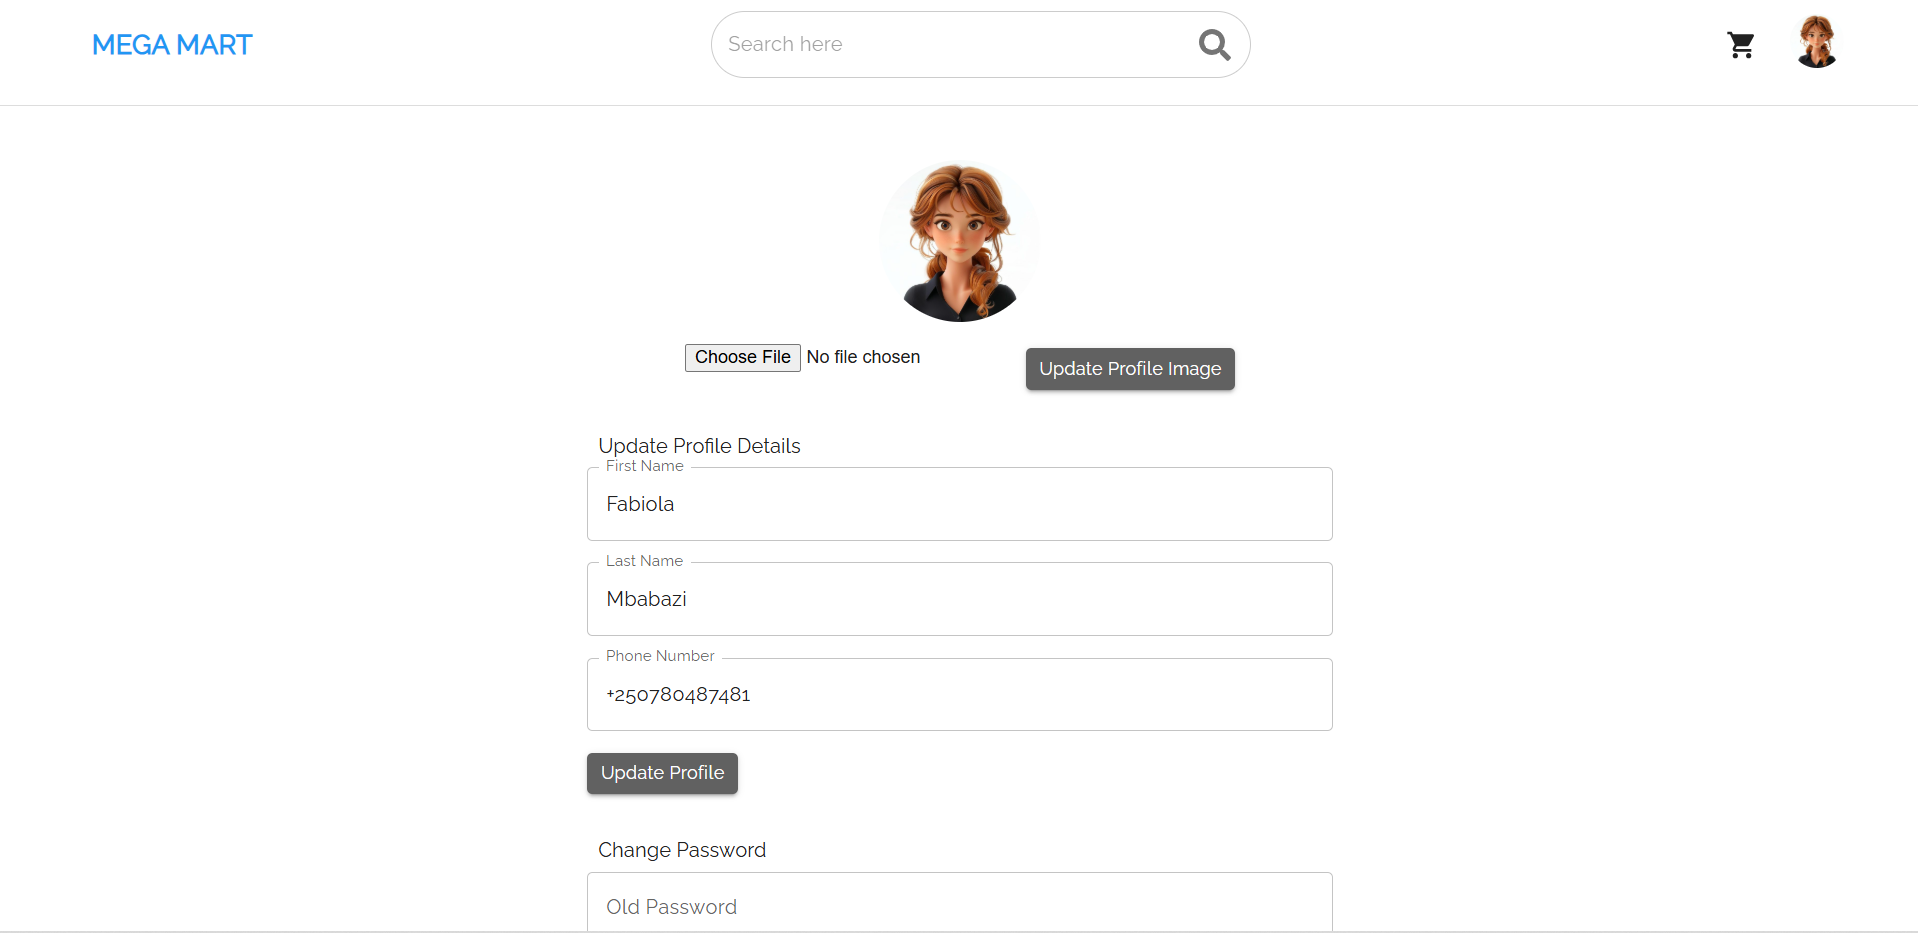 MEGA MART
Search here
Choose File No file chosen
Update Profile Image
Update Profile Details
First Name
Fabiola
Last Name
Mbabazi
Phone Number
+250780487481
Update Profile
Change Password
Old Password